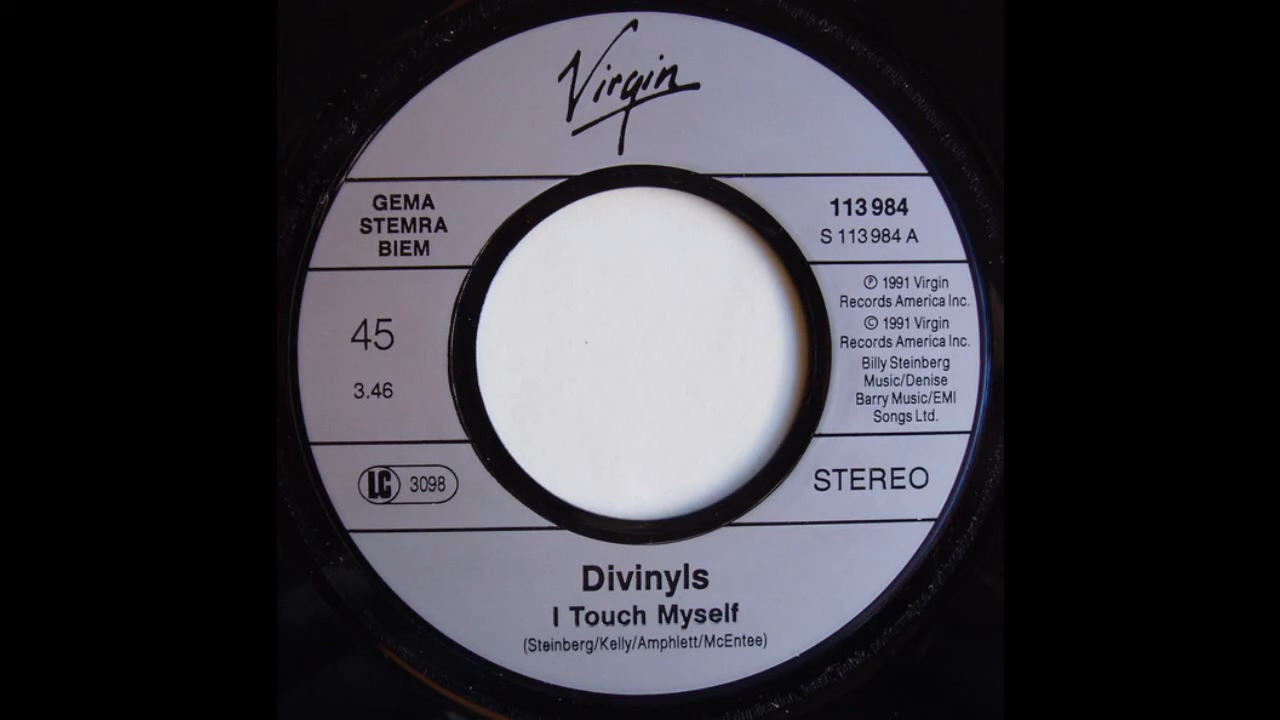 Virgin
GEMA
STEMRA
BIEM
113 984
S 113 984 A
45
3.46
℗ 1991 Virgin
Records America Inc.
© 1991 Virgin
Records America Inc.
Billy Steinberg
Music/Denise
Barry Music/EMI
Songs Ltd.
LC 3098
STEREO
Divinyls
I Touch Myself
(Steinberg/Kelly/Amphlett/McEntee)